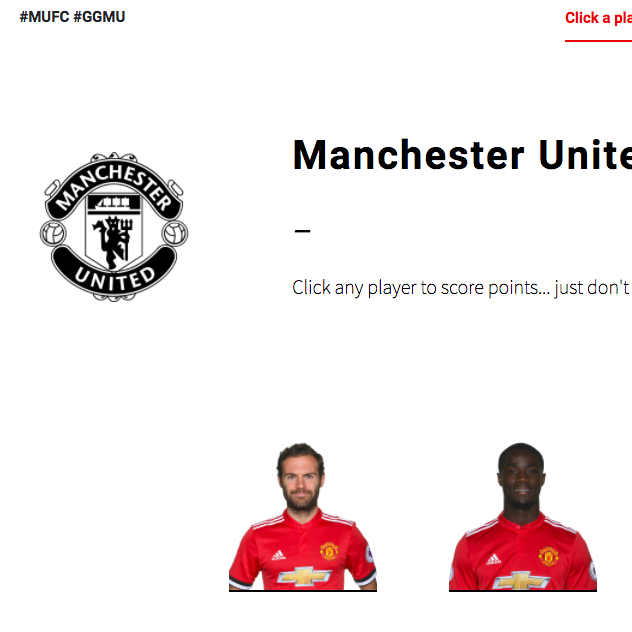 #MUFC #GGMU
Click a pla
Manchester Unite
MANCHESTER
UNITED
–
Click any player to score points... just don't